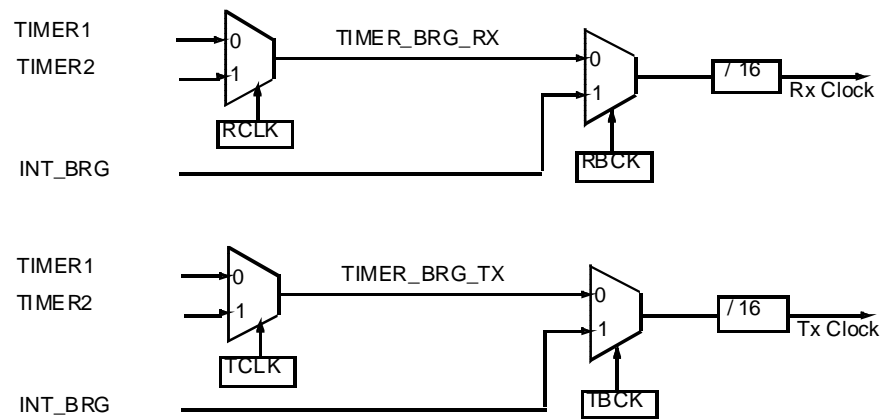 TIMER1
TIMER2
0
1
TIMER_BRG_RX
0
1
/ 16
Rx Clock
RCLK
RBCK
INT_BRG
TIMER1
TIMER2
0
1
TIMER_BRG_TX
0
1
/ 16
Tx Clock
TCLK
TBCK
INT_BRG